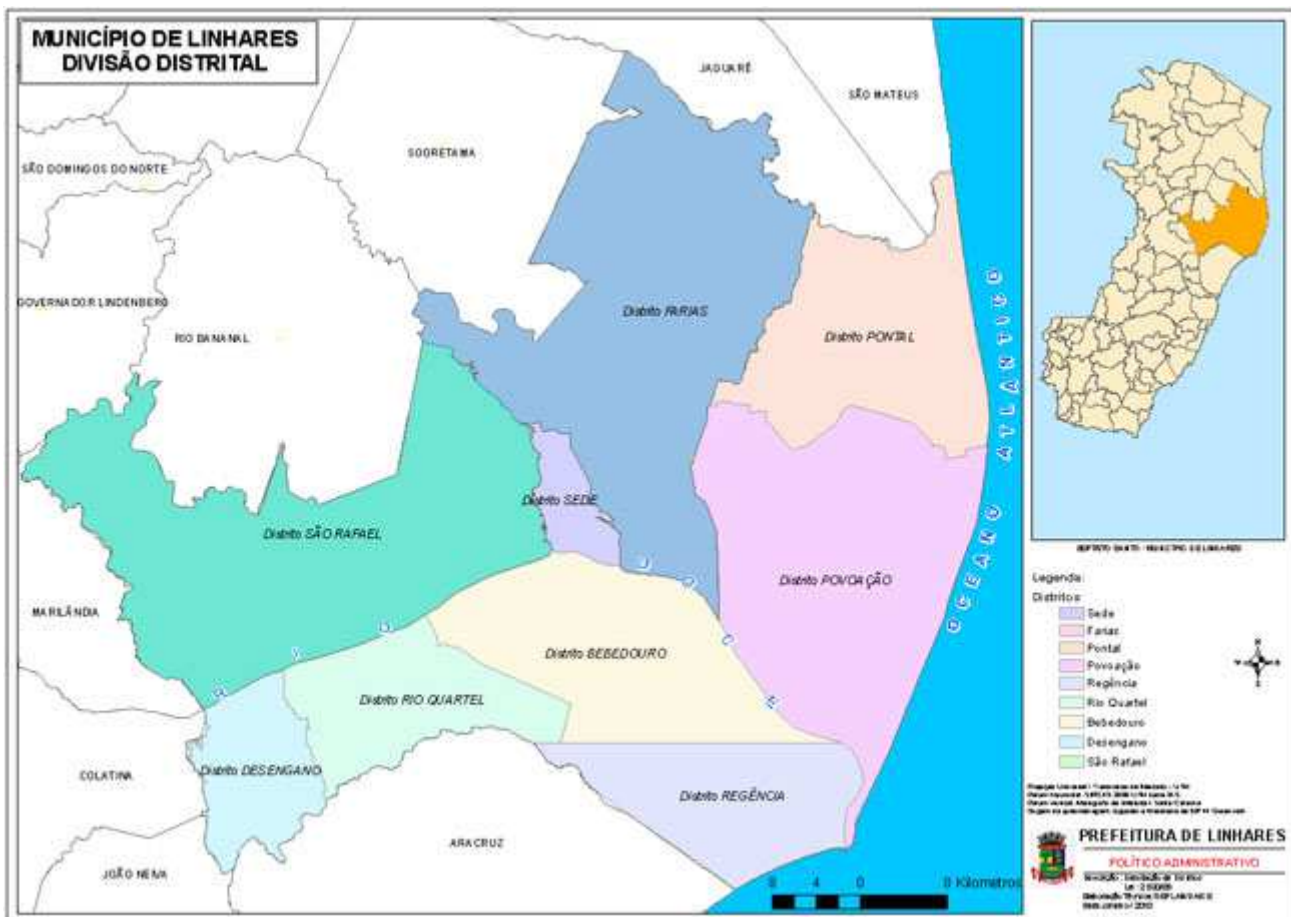 MUNICÍPIO DE LINHARES
DIVISÃO DISTRITAL
JAGUARÉ
SÃO MATEUS
SOORETAMA
SÃO DOMINGOS DO NORTE
GOVERNADOR LINDENBERG
RIO BANANAL
Distrito FARIAS
Distrito PONTAL
Distrito SEDE
Distrito SÃO RAFAEL
Distrito POVOAÇÃO
MARILÂNDIA
Distrito BEBEDOURO
Distrito RIO QUARTEL
Distrito DESENGANO
COLATINA
Distrito REGÊNCIA
ARACRUZ
JOÃO NEIVA
RIO DOCE
OCEANO ATLANTICO
8 4 0 8 Kilometros
Legenda:
Distritos
Sede
Farias
Pontal
Povoação
Regência
Rio Quartel
Bebedouro
Desengano
São Rafael
PREFEITURA DE LINHARES
POLÍTICO ADMINISTRATIVO